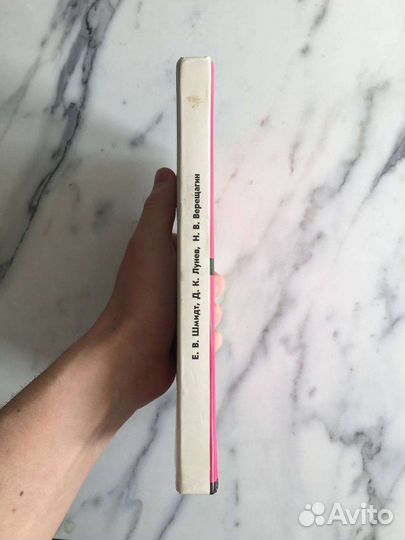 Е. В. Шмидт, Д. К. Лунев, Н. В. Верещагин
Avito